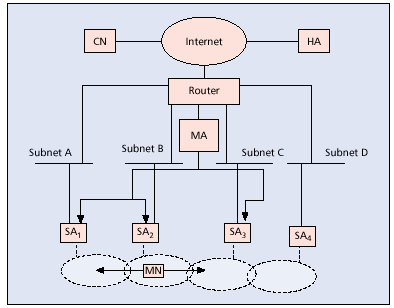 CN
Internet
HA
Router
MA
Subnet A
Subnet B
Subnet C
Subnet D
SA1
SA2
SA3
SA4
MN